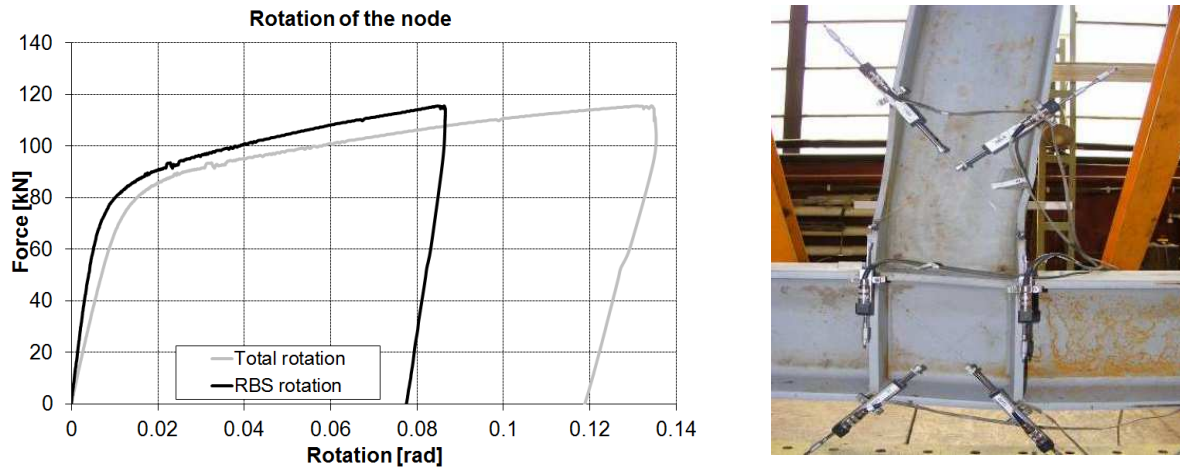 Rotation of the node
Force [kN]
140
120
100
80
60
40
20
0
Total rotation
RBS rotation
0 0.02 0.04 0.06 0.08 0.1 0.12 0.14
Rotation [rad]